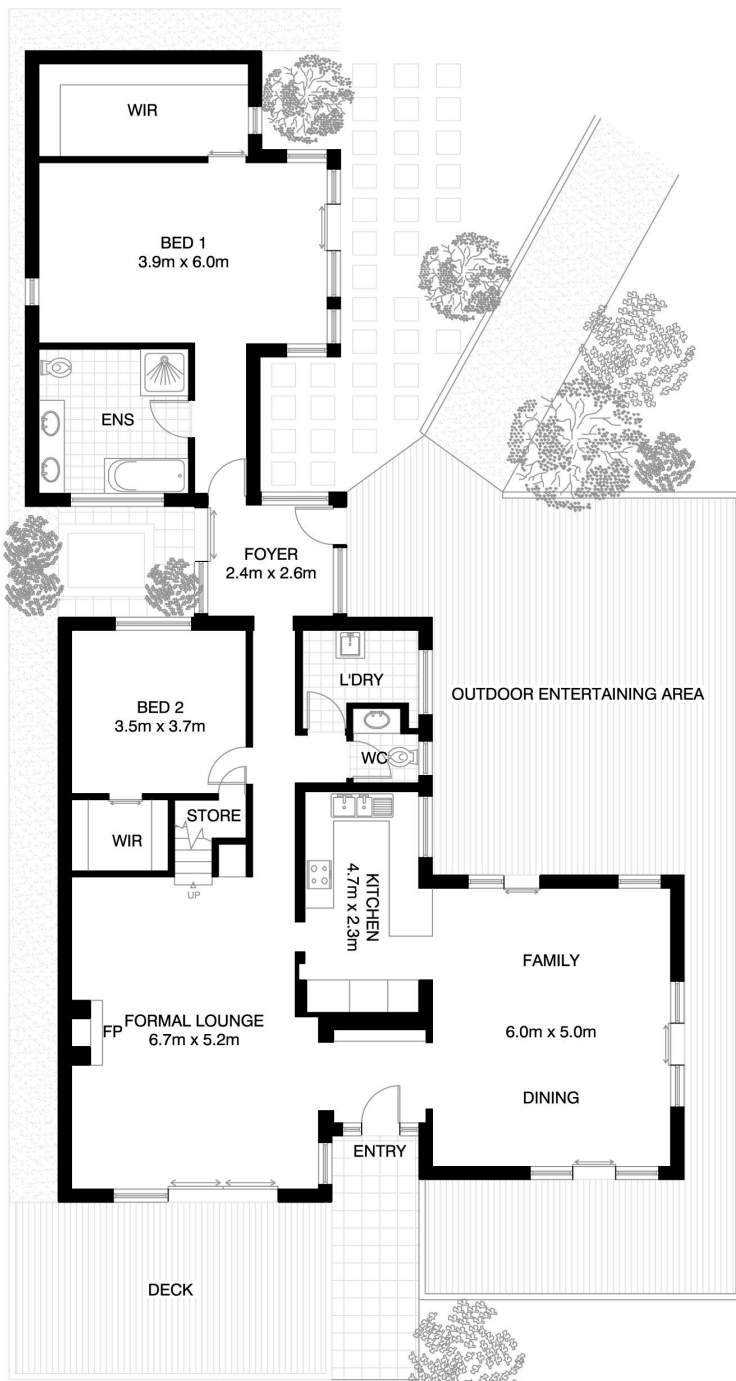 WIR
BED 1
3.9m x 6.0m
ENS
FOYER
2.4m x 2.6m
BED 2
3.5m x 3.7m
L'DRY
OUTDOOR ENTERTAINING AREA
WC
STORE
WIR
UP
KITCHEN
4.7m x 2.3m
FAMILY
FP
FORMAL LOUNGE
6.7m x 5.2m
6.0m x 5.0m
DINING
ENTRY
DECK